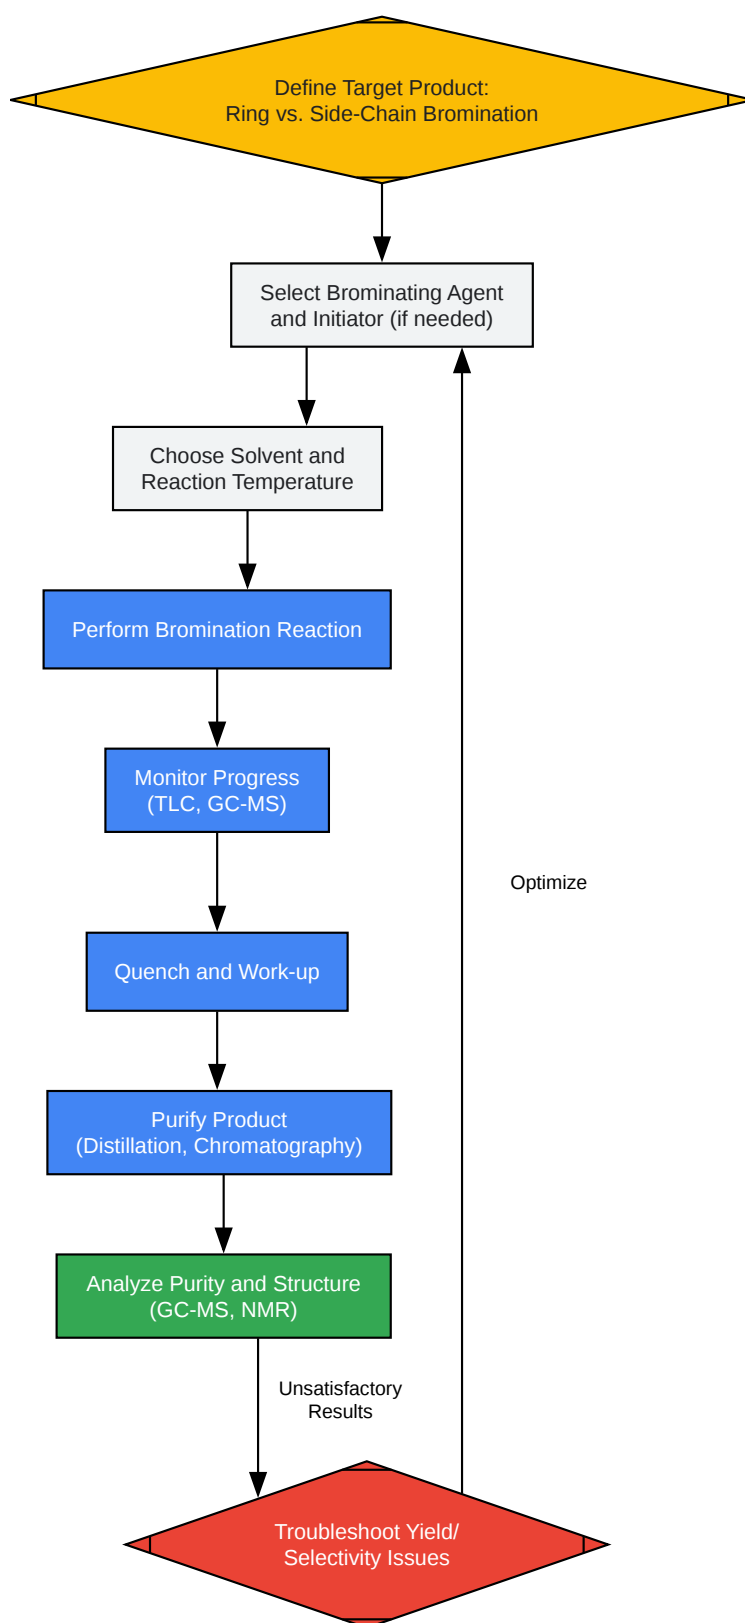 Define Target Product:
Ring vs. Side-Chain Bromination
Select Brominating Agent
and Initiator (if needed)
Choose Solvent and
Reaction Temperature
Perform Bromination Reaction
Monitor Progress
(TLC, GC-MS)
Optimize
Quench and Work-up
Purify Product
(Distillation, Chromatography)
Analyze Purity and Structure
(GC-MS, NMR)
Unsatisfactory
Results
Troubleshoot Yield/
Selectivity Issues